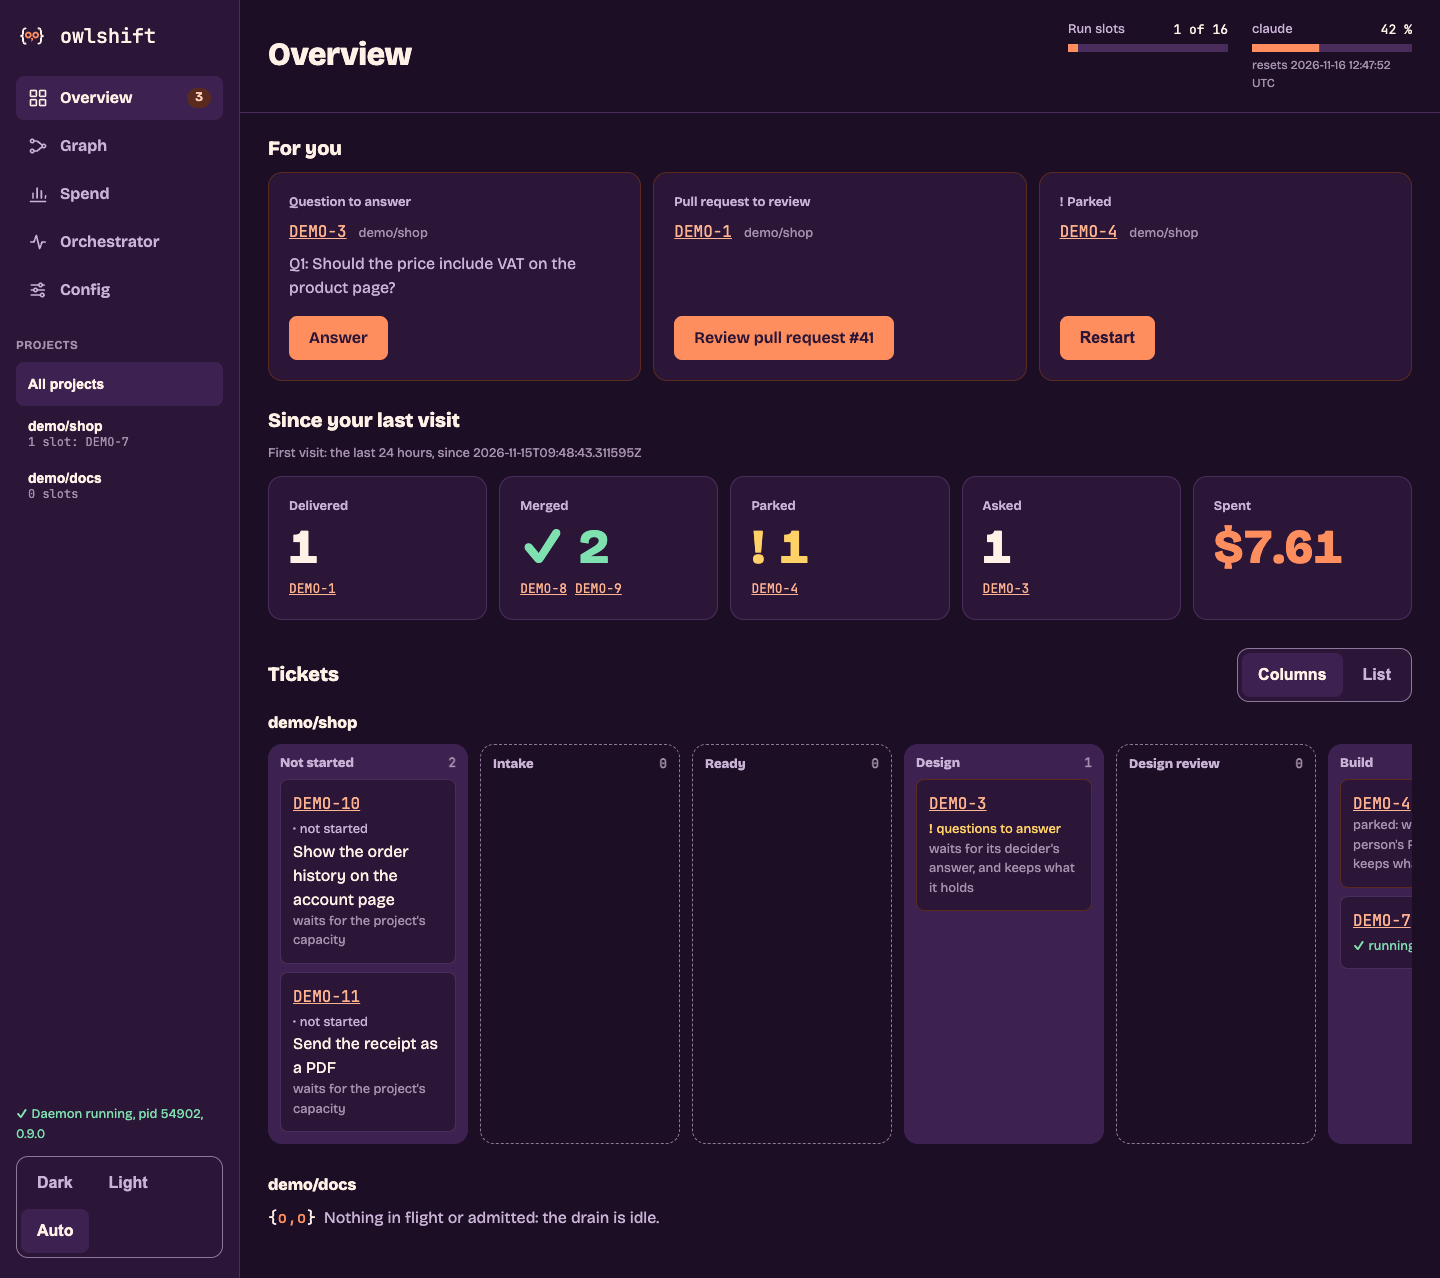 owlshift
Overview 3
Graph
Spend
Orchestrator
Config
PROJECTS
All projects
demo/shop
1 slot: DEMO-7
demo/docs
0 slots
✓ Daemon running, pid 54902,
0.9.0
Dark Light
Auto
Overview
Run slots 1 of 16
claude 42 %
resets 2026-11-16 12:47:52
UTC
For you
Question to answer
DEMO-3 demo/shop
Q1: Should the price include VAT on the
product page?
Answer
Pull request to review
DEMO-1 demo/shop
Review pull request #41
! Parked
DEMO-4 demo/shop
Restart
Since your last visit
First visit: the last 24 hours, since 2026-11-15T09:48:43.311595Z
Delivered
1
DEMO-1
Merged
✓ 2
DEMO-8 DEMO-9
Parked
! 1
DEMO-4
Asked
1
DEMO-3
Spent
$7.61
Tickets
Columns List
demo/shop
Not started 2
DEMO-10
· not started
Show the order
history on the
account page
waits for the project's
capacity
DEMO-11
· not started
Send the receipt as
a PDF
waits for the project's
capacity
Intake 0
Ready 0
Design 1
DEMO-3
! questions to answer
waits for its decider's
answer, and keeps what
it holds
Design review 0
Build
DEMO-4
parked: w
person's
keeps wh
DEMO-7
✓ running
demo/docs
{o,o} Nothing in flight or admitted: the drain is idle.